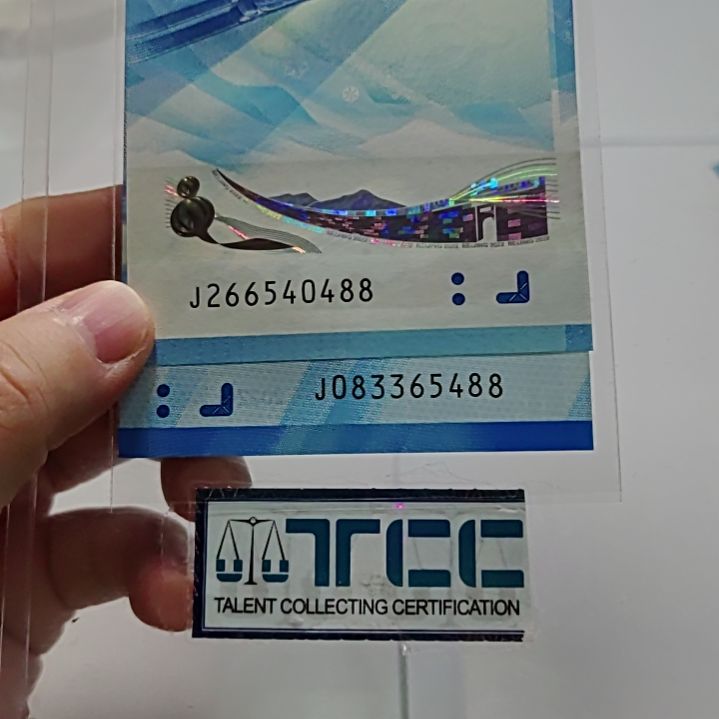 J266540488
J083365488
TCC
TALENT COLLECTING CERTIFICATION